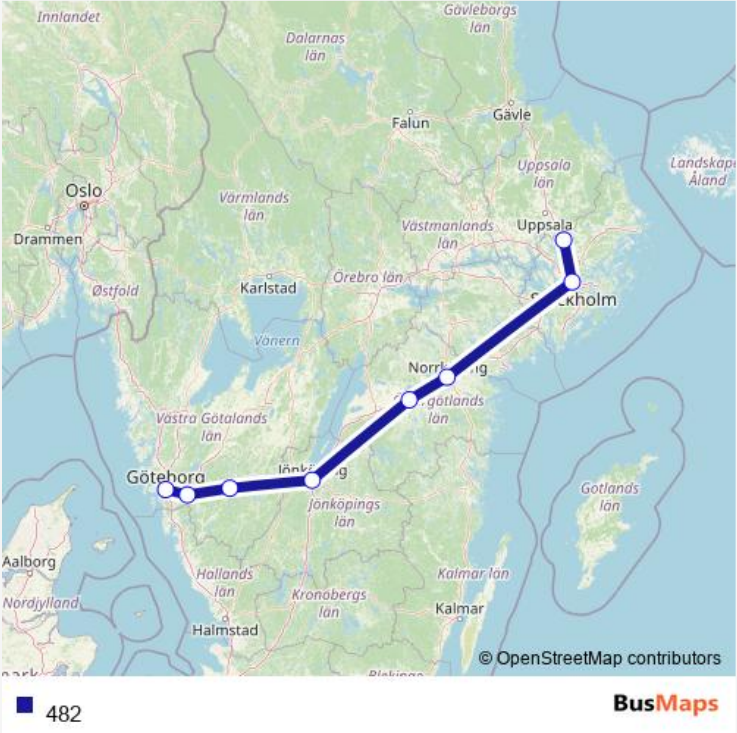 Innlandet
Gävleborgs
län
Dalarnas
län
Falun
Gävle
Landskape
Åland
Uppsala
län
Oslo
Värmlands
län
Västmanlands
län
Uppsala
Drammen
Østfold
Karlstad
Örebro län
Vänern
Västra Götalands
län
Göteborg
Jönköpings
län
Gotlands
län
Aalborg
Nordjylland
Hallands
län
Kronobergs
län
Kalmar län
Kalmar
Halmstad
© OpenStreetMap contributors
482
BusMaps